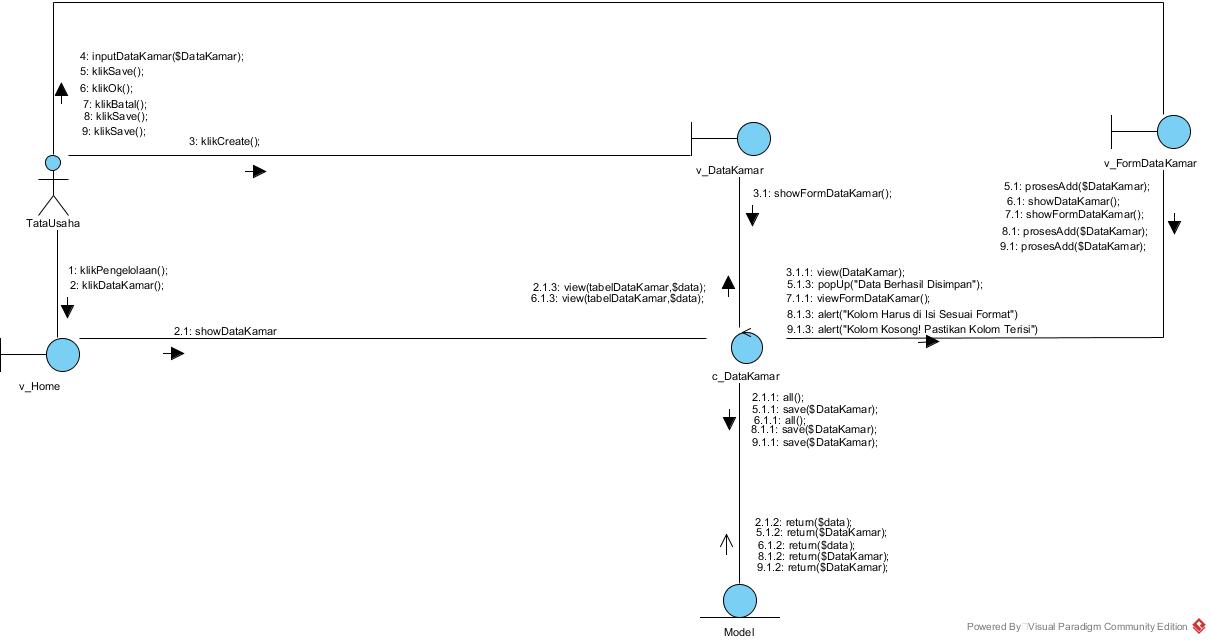 4: inputDataKamar($DataKamar);
5: klikSave();
6: klikOk();
7: klikBatal();
8: klikSave();
9: klikSave();
3: klikCreate();
TataUsaha
v_DataKamar
v_FormDataKamar
3.1: showFormDataKamar();
5.1: prosesAdd($DataKamar);
6.1: showDataKamar();
7.1: showFormDataKamar();
8.1: prosesAdd($DataKamar);
9.1: prosesAdd($DataKamar);
1: klikPengelolaan();
2: klikDataKamar();
2.1.3: view(tabelDataKamar,$data);
6.1.3: view(tabelDataKamar,$data);
3.1.1: view(DataKamar);
5.1.3: popUp("Data Berhasil Disimpan");
7.1.1: viewFormDataKamar();
8.1.3: alert("Kolom Harus di Isi Sesuai Format")
9.1.3: alert("Kolom Kosong! Pastikan Kolom Terisi")
2.1: showDataKamar
v_Home
c_DataKamar
2.1.1: all();
5.1.1: save($DataKamar);
6.1.1: all();
8.1.1: save($DataKamar);
9.1.1: save($DataKamar);
2.1.2: return($data);
5.1.2: return($DataKamar);
6.1.2: return($data);
8.1.2: return($DataKamar);
9.1.2: return($DataKamar);
Model
Powered By Visual Paradigm Community Edition